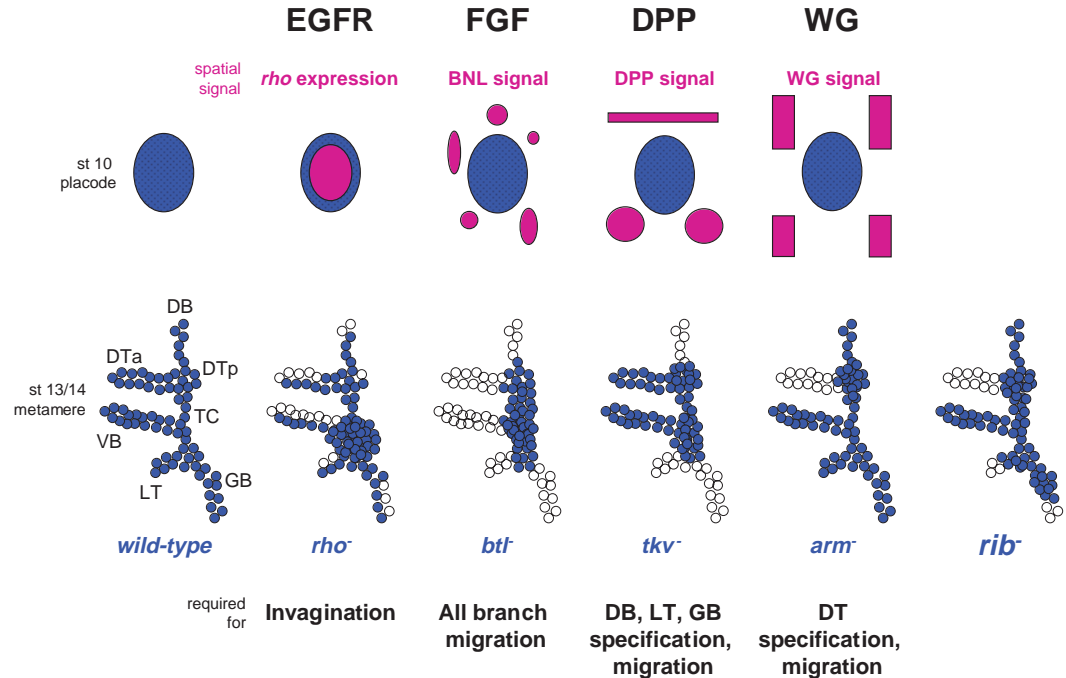 EGFR FGF DPP WG
spatial
signal
rho expression BNL signal DPP signal WG signal
st 10
placode
DB
DTa DTp
st 13/14
metamere
TC
VB
LT GB
wild-type rho- btl- tkv- arm- rib-
required
for
Invagination
All branch
migration
DB, LT, GB
specification,
migration
DT
specification,
migration